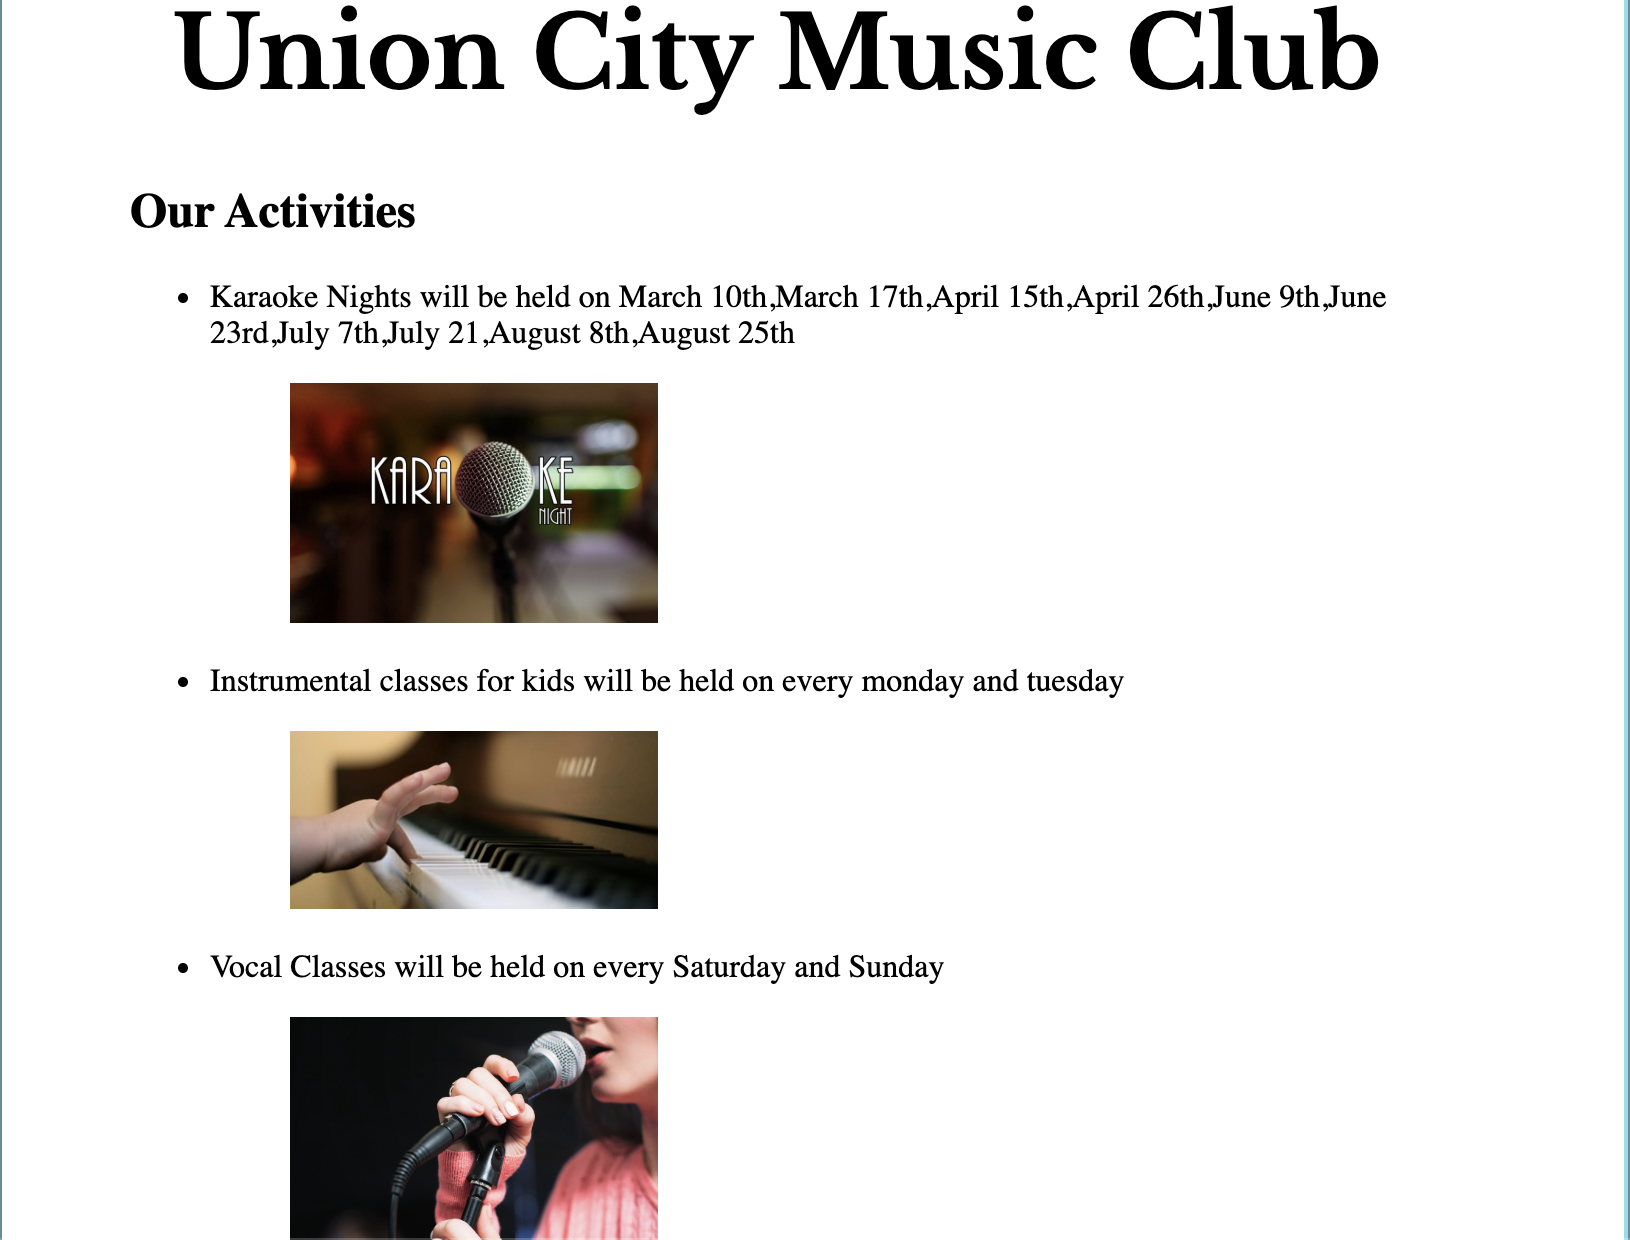 Union City Music Club
Our Activities
Karaoke Nights will be held on March 10th,March 17th,April 15th,April 26th,June 9th,June
23rd,July 7th,July 21,August 8th,August 25th
KARAOKE
NIGHT
Instrumental classes for kids will be held on every monday and tuesday
Vocal Classes will be held on every Saturday and Sunday